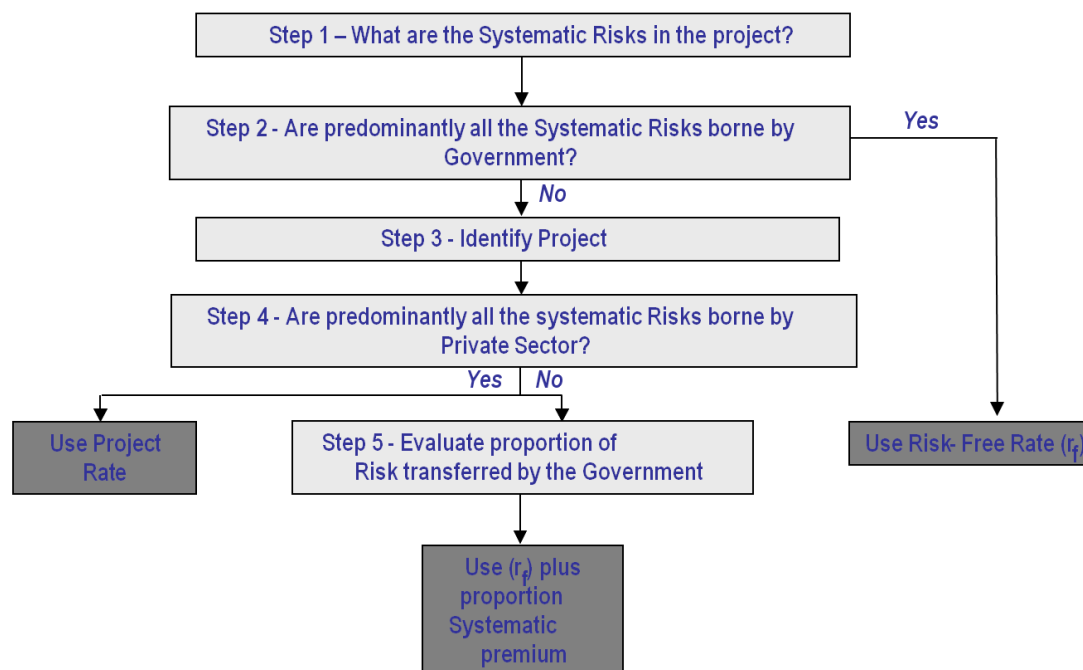 Step 1 – What are the Systematic Risks in the project?
Step 2 - Are predominantly all the Systematic Risks borne by
Government?
Yes
No
Step 3 - Identify Project
Step 4 - Are predominantly all the systematic Risks borne by
Private Sector?
Yes No
Use Project
Rate
Step 5 - Evaluate proportion of
Risk transferred by the Government
Use Risk- Free Rate (rf)
Use (rf) plus
proportion
Systematic
premium